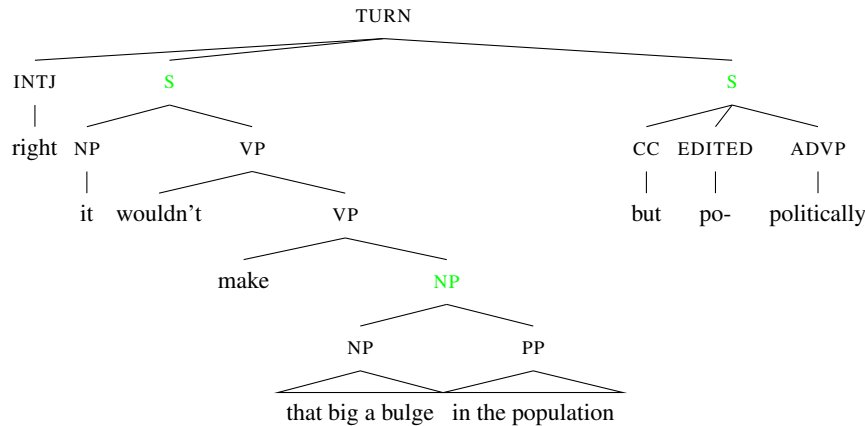 TURN
INTJ S S
right NP VP CC EDITED ADVP
it wouldn't VP but po- politically
make NP
NP PP
that big a bulge in the population